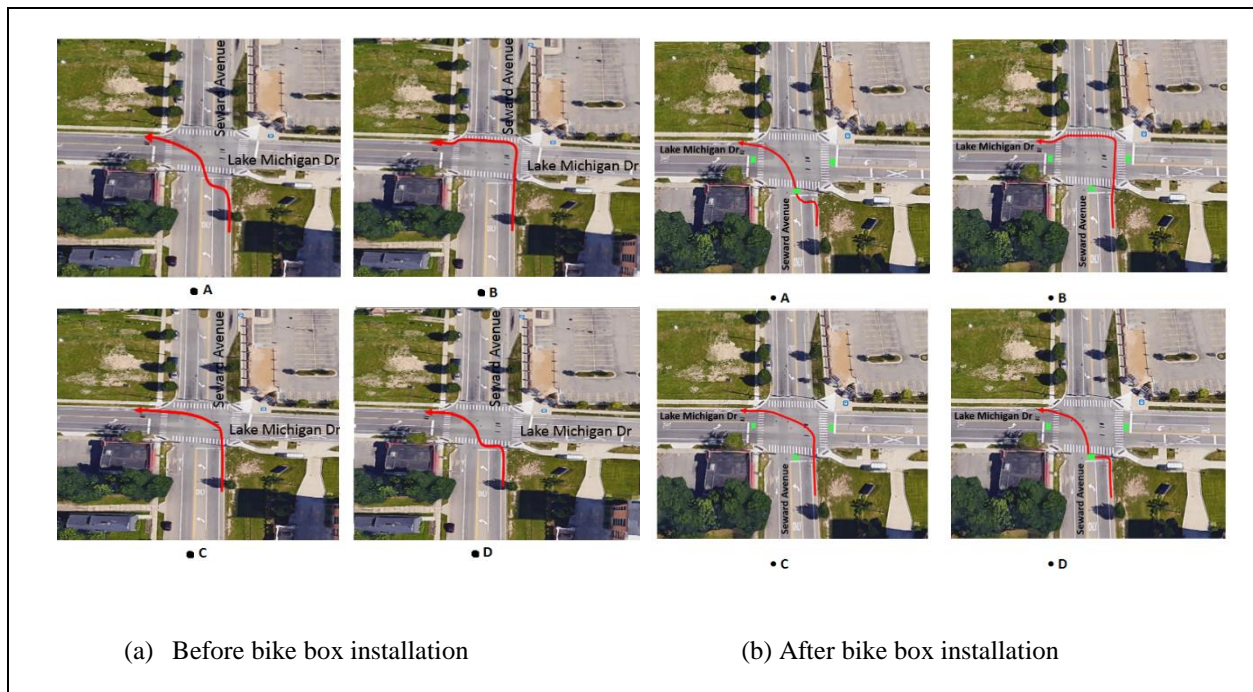 Seward Avenue
Lake Michigan Dr
• A
Seward Avenue
Lake Michigan Dr
• B
Lake Michigan Dr
Seward Avenue
• A
Lake Michigan Dr
Seward Avenue
• B
Seward Avenue
Lake Michigan Dr
• C
Seward Avenue
Lake Michigan Dr
• D
Lake Michigan Dr
Seward Avenue
• C
Lake Michigan Dr
Seward Avenue
• D
(a) Before bike box installation
(b) After bike box installation